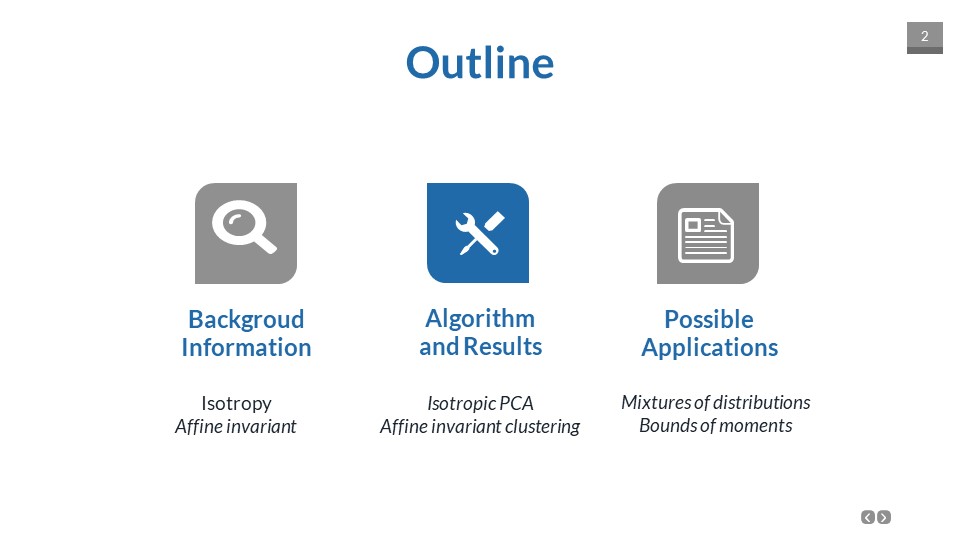 2
Outline
Backgroud
Information
Isotropy
Affine invariant
Algorithm
and Results
Isotropic PCA
Affine invariant clustering
Possible
Applications
Mixtures of distributions
Bounds of moments